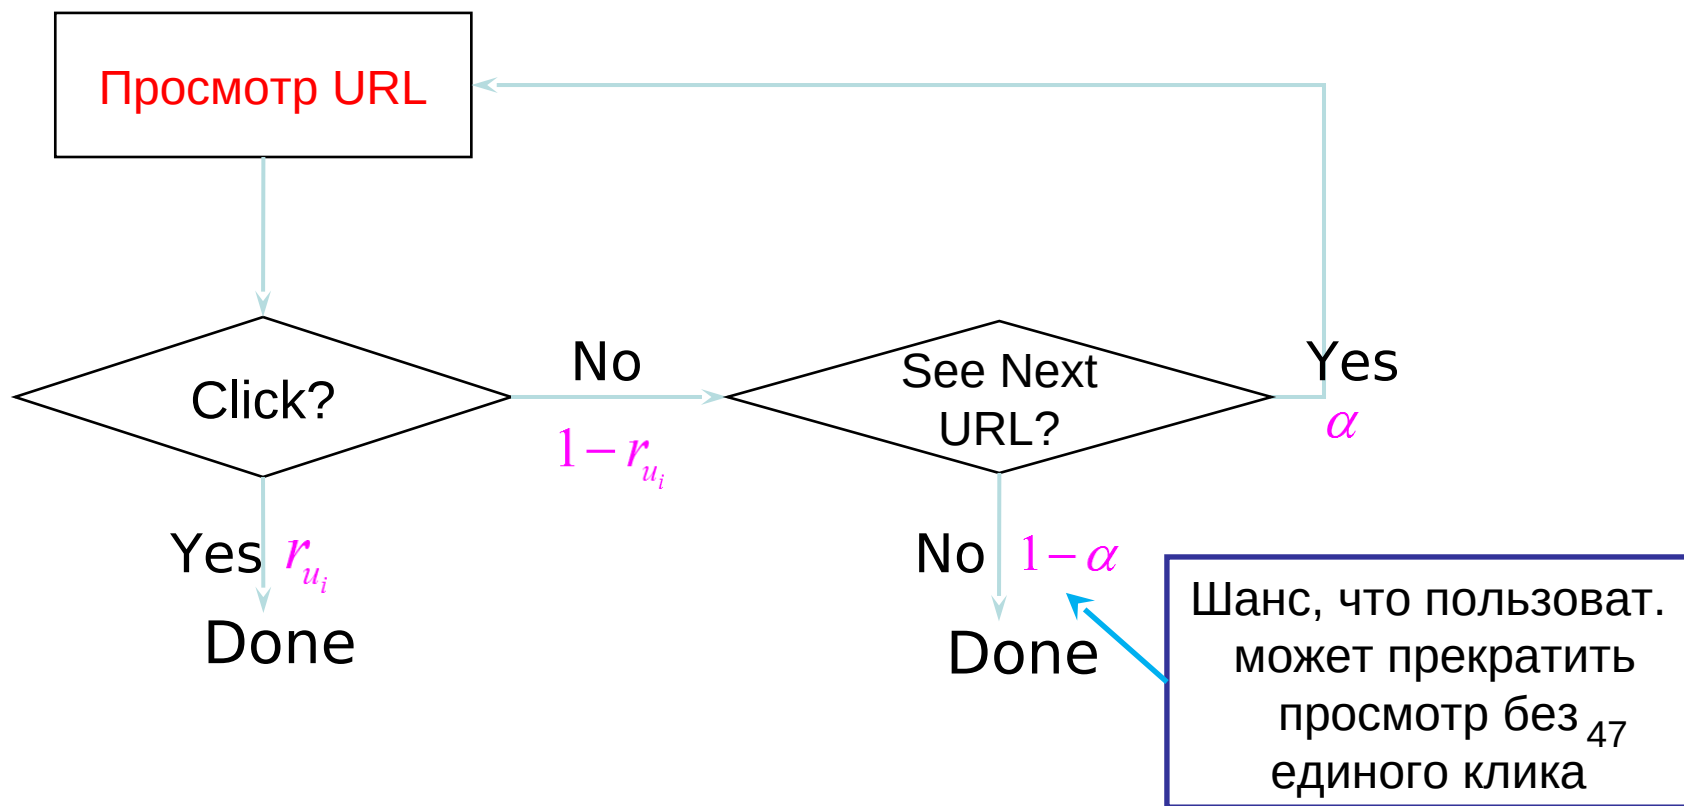 Просмотр URL
Click?
No
1 − r_{u_i}
See Next
URL?
Yes
α
Yes
r_{u_i}
Done
No
1 − α
Done
Шанс, что пользоват.
может прекратить
просмотр без
единого клика
47